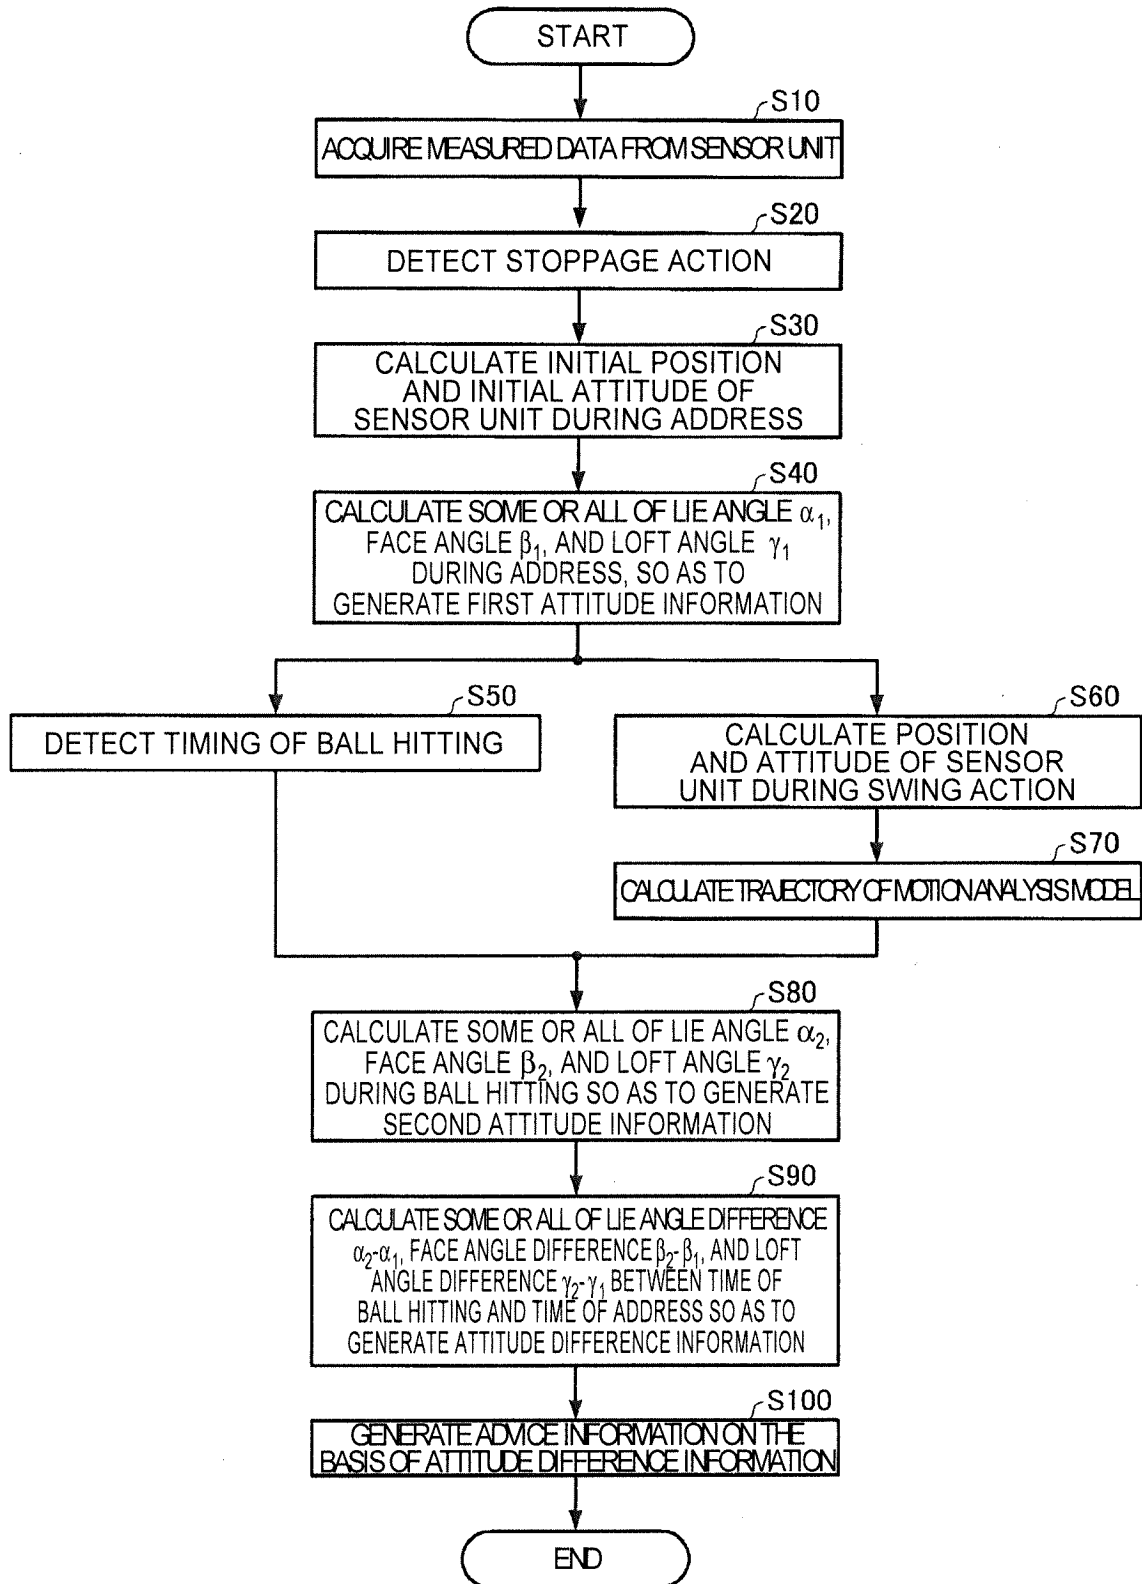 START
S10
ACQUIRE MEASURED DATA FROM SENSOR UNIT
S20
DETECT STOPPAGE ACTION
S30
CALCULATE INITIAL POSITION
AND INITIAL ATTITUDE OF
SENSOR UNIT DURING ADDRESS
S40
CALCULATE SOME OR ALL OF LIE ANGLE α₁,
FACE ANGLE β₁, AND LOFT ANGLE γ₁
DURING ADDRESS, SO AS TO
GENERATE FIRST ATTITUDE INFORMATION
S50
DETECT TIMING OF BALL HITTING
S60
CALCULATE POSITION
AND ATTITUDE OF SENSOR
UNIT DURING SWING ACTION
S70
CALCULATE TRAJECTORY OF MOTION ANALYSIS MODEL
S80
CALCULATE SOME OR ALL OF LIE ANGLE α₂,
FACE ANGLE β₂, AND LOFT ANGLE γ₂
DURING BALL HITTING SO AS TO GENERATE
SECOND ATTITUDE INFORMATION
S90
CALCULATE SOME OR ALL OF LIE ANGLE DIFFERENCE
α₂-α₁, FACE ANGLE DIFFERENCE β₂-β₁, AND LOFT
ANGLE DIFFERENCE γ₂-γ₁ BETWEEN TIME OF
BALL HITTING AND TIME OF ADDRESS SO AS TO
GENERATE ATTITUDE DIFFERENCE INFORMATION
S100
GENERATE ADVICE INFORMATION ON THE
BASIS OF ATTITUDE DIFFERENCE INFORMATION
END